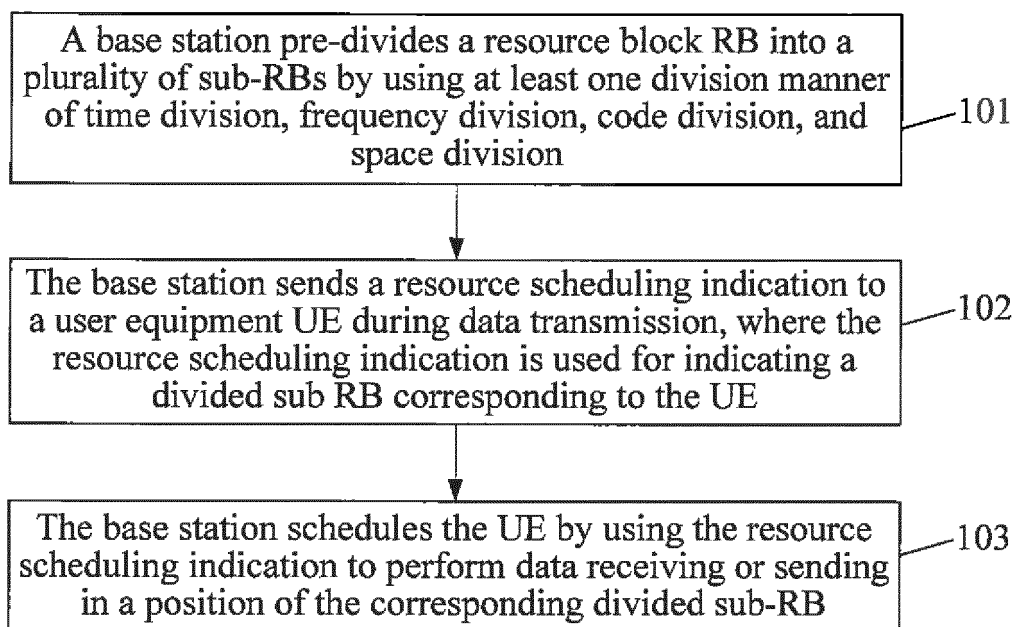 A base station pre-divides a resource block RB into a
plurality of sub-RBs by using at least one division manner
of time division, frequency division, code division, and
space division
101
The base station sends a resource scheduling indication to
a user equipment UE during data transmission, where the
resource scheduling indication is used for indicating a
divided sub RB corresponding to the UE
102
The base station schedules the UE by using the resource
scheduling indication to perform data receiving or sending
in a position of the corresponding divided sub-RB
103